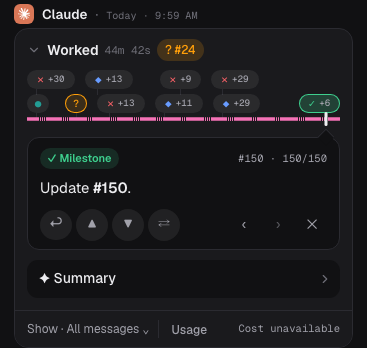 Claude · Today · 9:59 AM
Worked 44m 42s ? #24
× +30 ◆ +13 × +9 × +29
? × +13 ◆ +11 ◆ +29 ✓ +6
✓ Milestone #150 · 150/150
Update #150.
Summary
Show · All messages Usage Cost unavailable